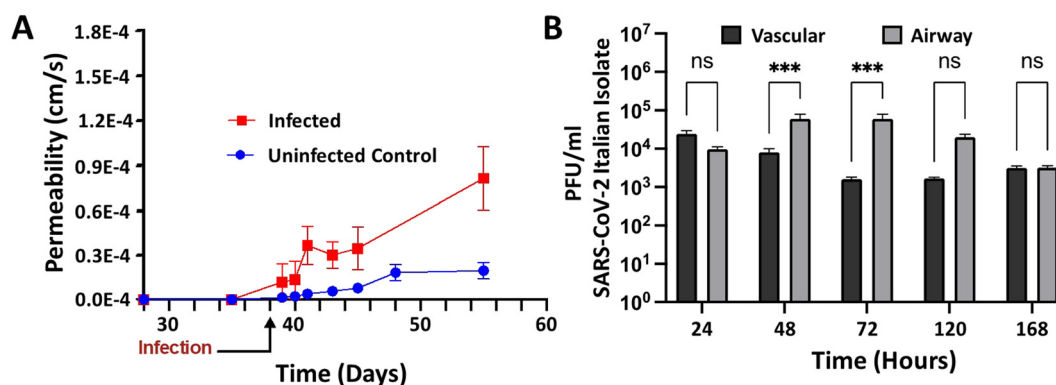 A
1.8E-4
1.5E-4
1.2E-4
0.9E-4
0.6E-4
0.3E-4
0.0E-4
Permeability (cm/s)
Infected
Uninfected Control
30 40 50 60
Infection
Time (Days)
B
Vascular Airway
10⁷
10⁶
10⁵
10⁴
10³
10²
10¹
10⁰
PFU/ml
SARS-CoV-2 Italian Isolate
ns *** *** ns ns
24 48 72 120 168
Time (Hours)